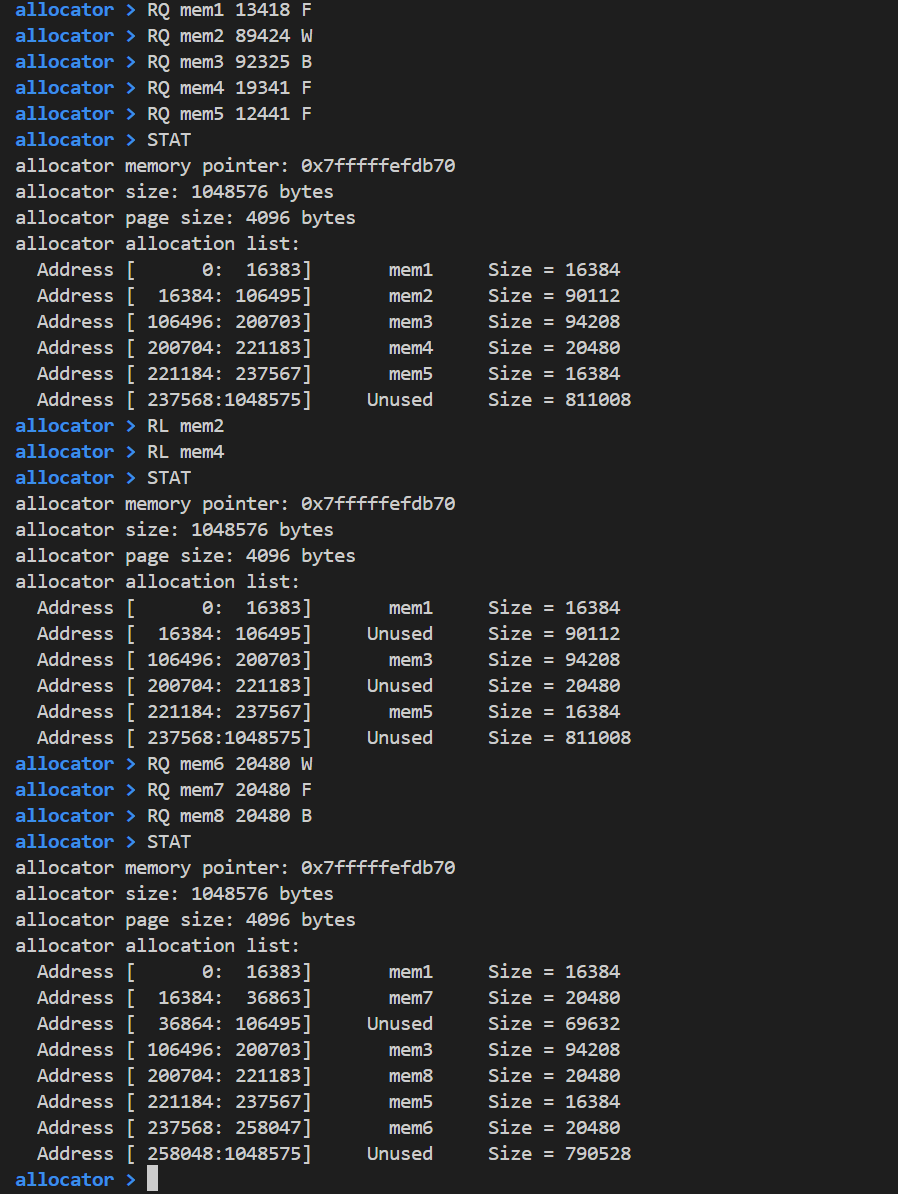 allocator > RQ mem1 13418 F
allocator > RQ mem2 89424 W
allocator > RQ mem3 92325 B
allocator > RQ mem4 19341 F
allocator > RQ mem5 12441 F
allocator > STAT
allocator memory pointer: 0x7fffffefdb70
allocator size: 1048576 bytes
allocator page size: 4096 bytes
allocator allocation list:
  Address [      0:  16383]       mem1     Size = 16384
  Address [  16384: 106495]       mem2     Size = 90112
  Address [ 106496: 200703]       mem3     Size = 94208
  Address [ 200704: 221183]       mem4     Size = 20480
  Address [ 221184: 237567]       mem5     Size = 16384
  Address [ 237568:1048575]     Unused     Size = 811008
allocator > RL mem2
allocator > RL mem4
allocator > STAT
allocator memory pointer: 0x7fffffefdb70
allocator size: 1048576 bytes
allocator page size: 4096 bytes
allocator allocation list:
  Address [      0:  16383]       mem1     Size = 16384
  Address [  16384: 106495]     Unused     Size = 90112
  Address [ 106496: 200703]       mem3     Size = 94208
  Address [ 200704: 221183]     Unused     Size = 20480
  Address [ 221184: 237567]       mem5     Size = 16384
  Address [ 237568:1048575]     Unused     Size = 811008
allocator > RQ mem6 20480 W
allocator > RQ mem7 20480 F
allocator > RQ mem8 20480 B
allocator > STAT
allocator memory pointer: 0x7fffffefdb70
allocator size: 1048576 bytes
allocator page size: 4096 bytes
allocator allocation list:
  Address [      0:  16383]       mem1     Size = 16384
  Address [  16384:  36863]       mem7     Size = 20480
  Address [  36864: 106495]     Unused     Size = 69632
  Address [ 106496: 200703]       mem3     Size = 94208
  Address [ 200704: 221183]       mem8     Size = 20480
  Address [ 221184: 237567]       mem5     Size = 16384
  Address [ 237568: 258047]       mem6     Size = 20480
  Address [ 258048:1048575]     Unused     Size = 790528
allocator >